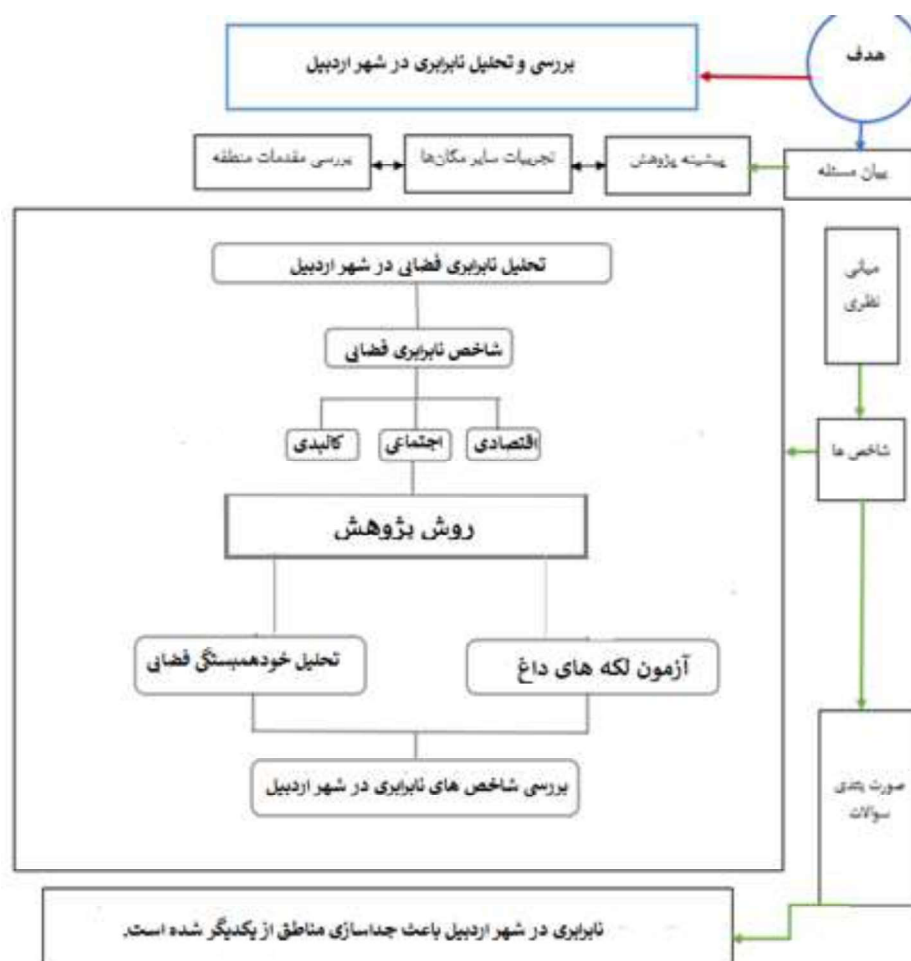 هدف
بررسی و تحلیل نابرابری در شهر اردبیل
بیان مسئله
پیشینه پژوهش
تجربیات سایر مکان‌ها
بررسی مقدمات منطقه
مبانی
نظری
تحلیل نابرابری فضایی در شهر اردبیل
شاخص نابرابری فضایی
شاخص ها
اقتصادی
اجتماعی
کالبدی
روش پژوهش
آزمون لکه های داغ
تحلیل خودهمبستگی فضایی
بررسی شاخص های نابرابری در شهر اردبیل
صورت بندی
سوالات
نابرابری در شهر اردبیل باعث جداسازی مناطق از یکدیگر شده است.